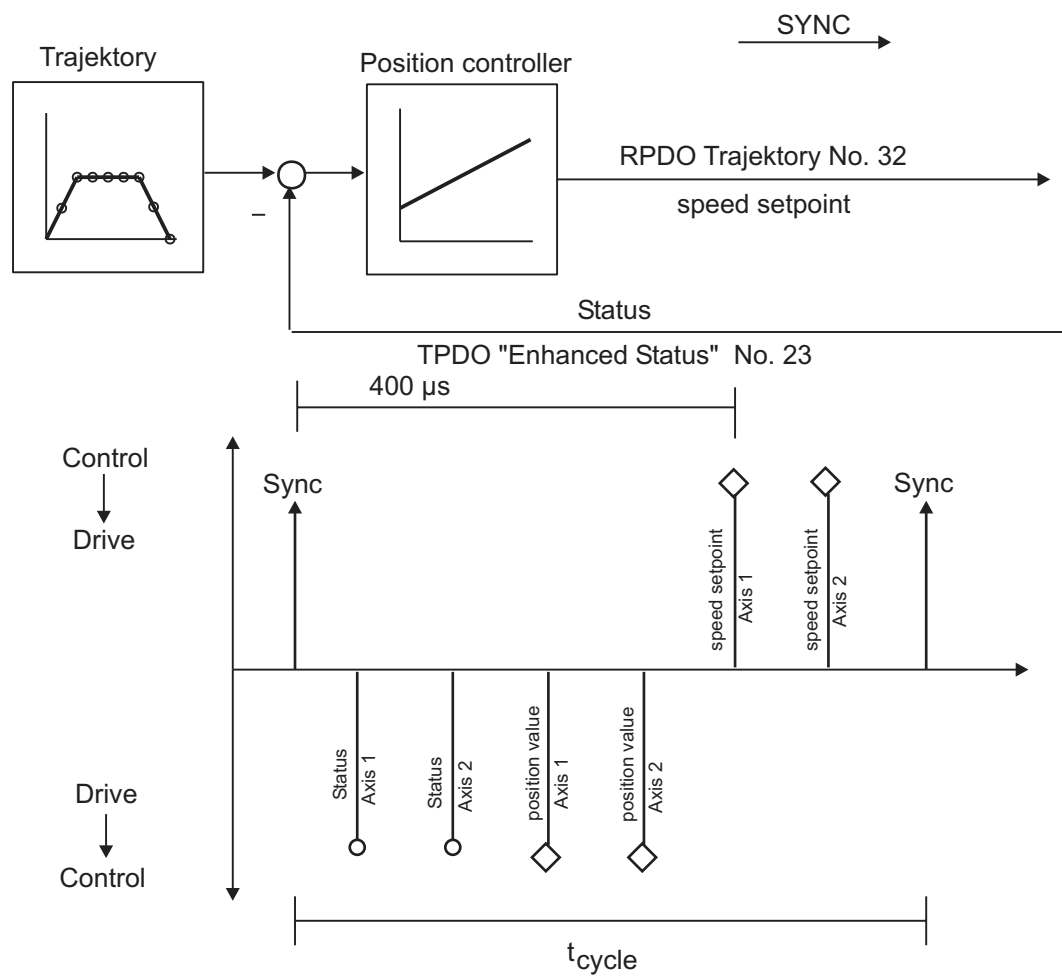 SYNC
Trajektory
Position controller
RPDO Trajektory No. 32
speed setpoint
–
Status
TPDO "Enhanced Status" No. 23
400 µs
Control
Drive
Sync
speed setpoint
Axis 1
speed setpoint
Axis 2
Sync
Status
Axis 1
Status
Axis 2
position value
Axis 1
position value
Axis 2
Drive
Control
tcycle